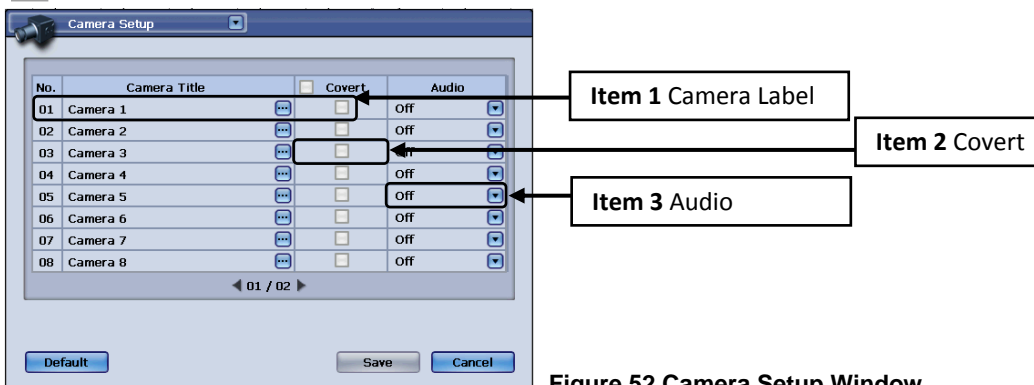 Camera Setup
No. Camera Title Covert Audio
01 Camera 1 Off
02 Camera 2 Off
03 Camera 3 Off
04 Camera 4 Off
05 Camera 5 Off
06 Camera 6 Off
07 Camera 7 Off
08 Camera 8 Off
01 / 02
Default Save Cancel
Item 1 Camera Label
Item 2 Covert
Item 3 Audio
Figure 52 Camera Setup Window